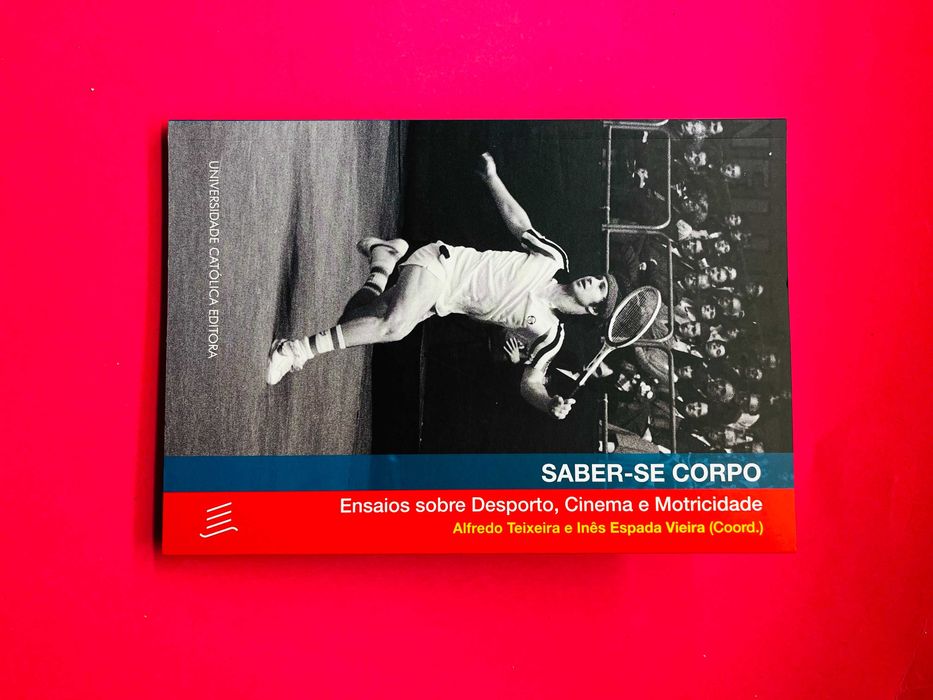 UNIVERSIDADE CATÓLICA EDITORA
SABER-SE CORPO
Ensaios sobre Desporto, Cinema e Motricidade
Alfredo Teixeira e Inês Espada Vieira (Coord.)